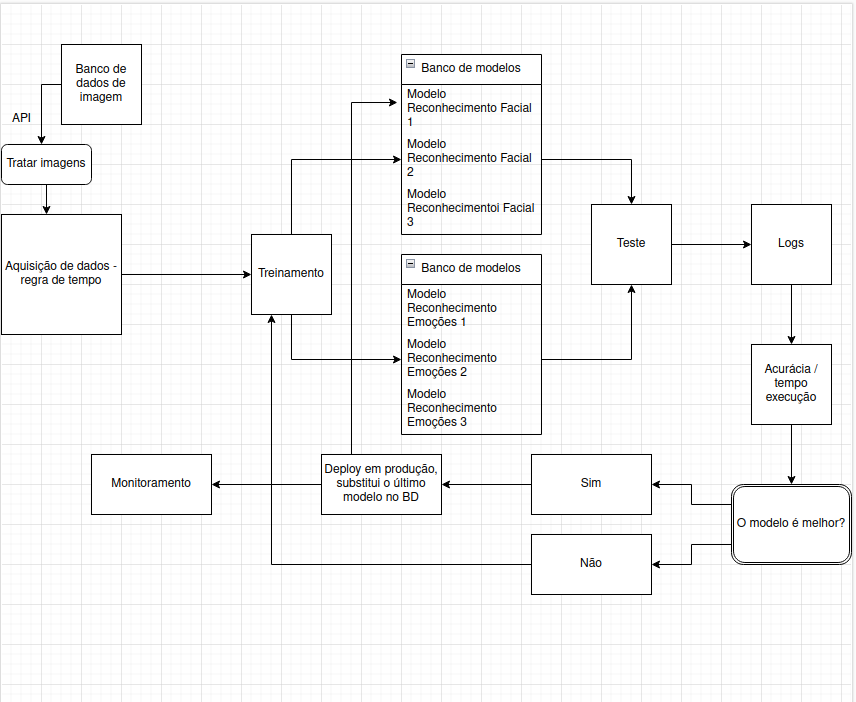 Banco de
dados de
imagem
API
Tratar imagens
Aquisição de dados -
regra de tempo
Treinamento
Banco de modelos
Modelo
Reconhecimento Facial
1
Modelo
Reconhecimento Facial
2
Modelo
Reconhecimentoi Facial
3
Banco de modelos
Modelo
Reconhecimento
Emoções 1
Modelo
Reconhecimento
Emoções 2
Modelo
Reconhecimento
Emoções 3
Teste
Logs
Acurácia /
tempo
execução
O modelo é melhor?
Sim
Não
Deploy em produção,
substitui o último
modelo no BD
Monitoramento